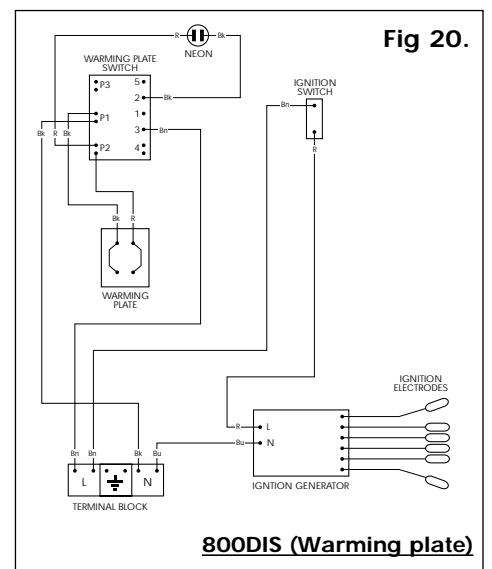 Fig 20.
R
Bk
NEON
WARMING PLATE
SWITCH
IGNITION
SWITCH
P3
5
2
Bk
Bn
P1
1
3
Bn
Bk
R
Bk
P2
4
R
Bk
R
WARMING
PLATE
IGNITION
ELECTRODES
R
L
Bu
N
Bn
Bn
Bk
Bu
L
N
IGNTION GENERATOR
TERMINAL BLOCK
800DIS (Warming plate)